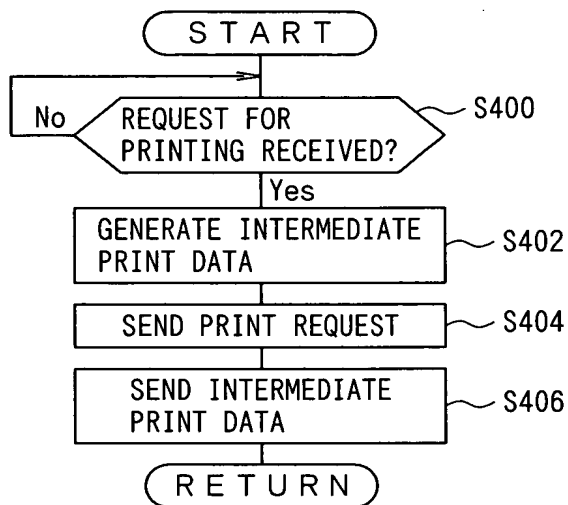 START
No
REQUEST FOR
PRINTING RECEIVED?
S400
Yes
GENERATE INTERMEDIATE
PRINT DATA
S402
SEND PRINT REQUEST
S404
SEND INTERMEDIATE
PRINT DATA
S406
RETURN